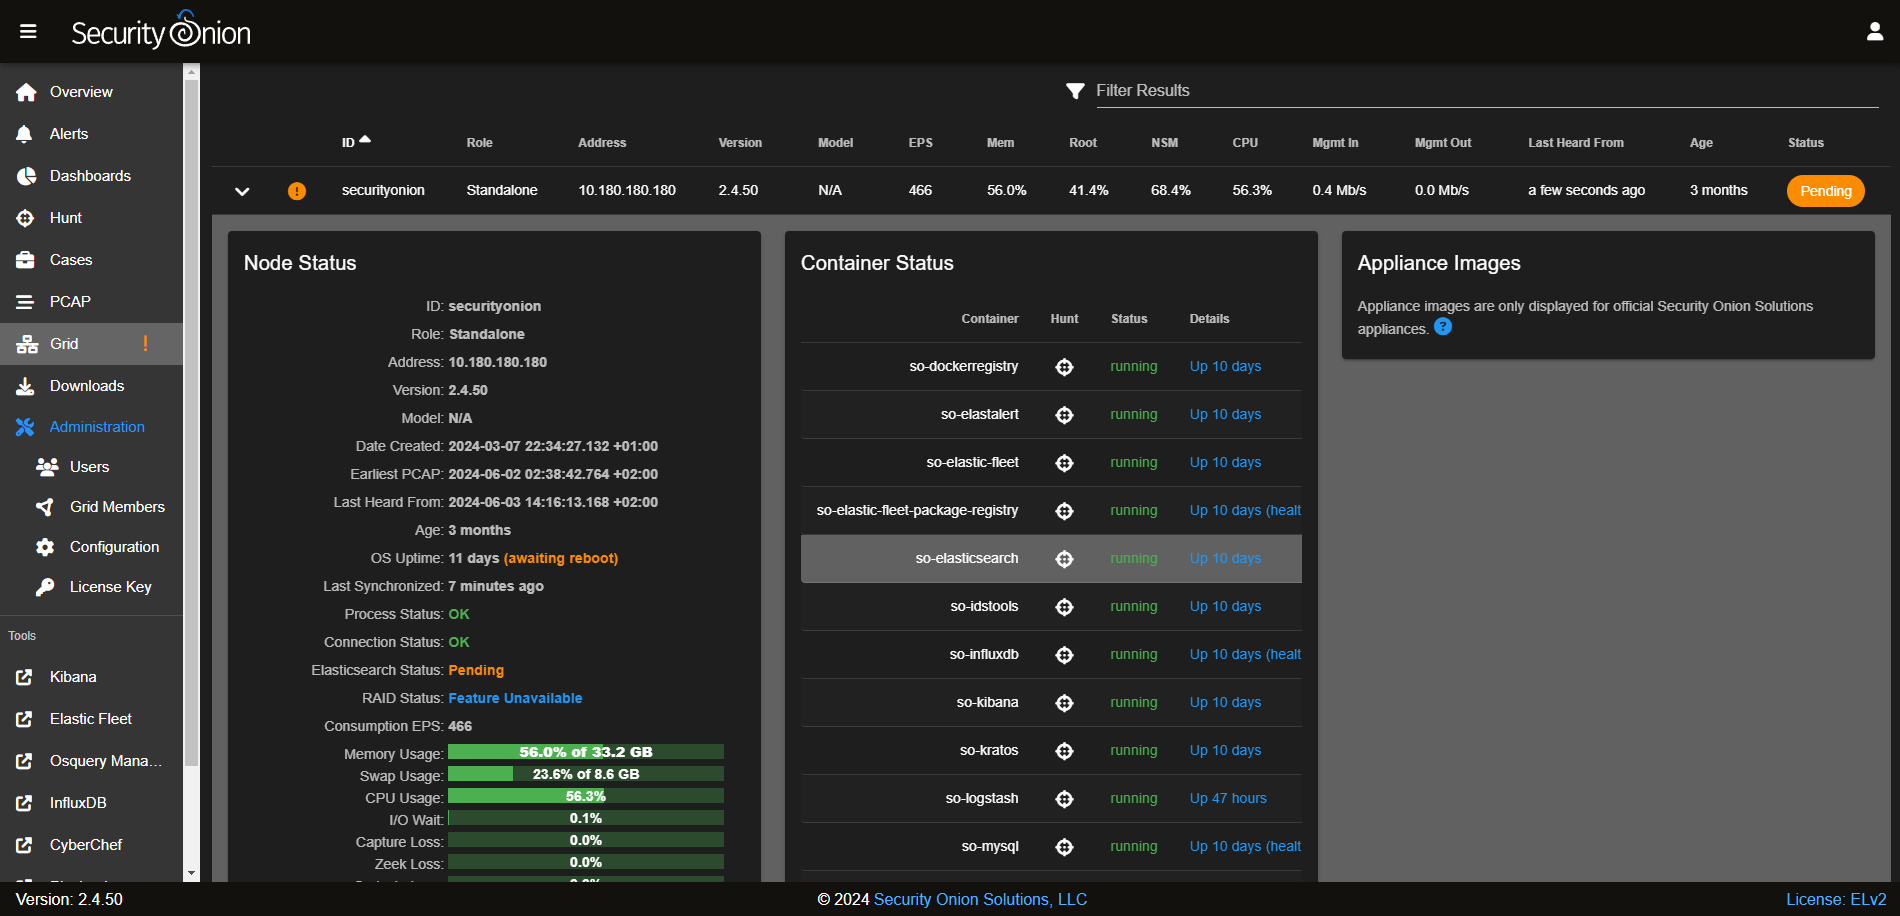 Security Onion
Overview
Alerts
Dashboards
Hunt
Cases
PCAP
Grid !
Downloads
Administration
Users
Grid Members
Configuration
License Key
Tools
Kibana
Elastic Fleet
Osquery Mana...
InfluxDB
CyberChef
Filter Results
ID Role Address Version Model EPS Mem Root NSM CPU Mgmt In Mgmt Out Last Heard From Age Status
securityonion Standalone 10.180.180.180 2.4.50 N/A 466 56.0% 41.4% 68.4% 56.3% 0.4 Mb/s 0.0 Mb/s a few seconds ago 3 months Pending
Node Status
ID: securityonion
Role: Standalone
Address: 10.180.180.180
Version: 2.4.50
Model: N/A
Date Created: 2024-03-07 22:34:27.132 +01:00
Earliest PCAP: 2024-06-02 02:38:42.764 +02:00
Last Heard From: 2024-06-03 14:16:13.168 +02:00
Age: 3 months
OS Uptime: 11 days (awaiting reboot)
Last Synchronized: 7 minutes ago
Process Status: OK
Connection Status: OK
Elasticsearch Status: Pending
RAID Status: Feature Unavailable
Consumption EPS: 466
Memory Usage: 56.0% of 33.2 GB
Swap Usage: 23.6% of 8.6 GB
CPU Usage: 56.3%
I/O Wait: 0.1%
Capture Loss: 0.0%
Zeek Loss: 0.0%
Container Status
Container Hunt Status Details
so-dockerregistry running Up 10 days
so-elastalert running Up 10 days
so-elastic-fleet running Up 10 days
so-elastic-fleet-package-registry running Up 10 days (healt
so-elasticsearch running Up 10 days
so-idstools running Up 10 days
so-influxdb running Up 10 days (healt
so-kibana running Up 10 days
so-kratos running Up 10 days
so-logstash running Up 47 hours
so-mysql running Up 10 days (healt
Appliance Images
Appliance images are only displayed for official Security Onion Solutions
appliances. ?
Version: 2.4.50
© 2024 Security Onion Solutions, LLC
License: ELv2